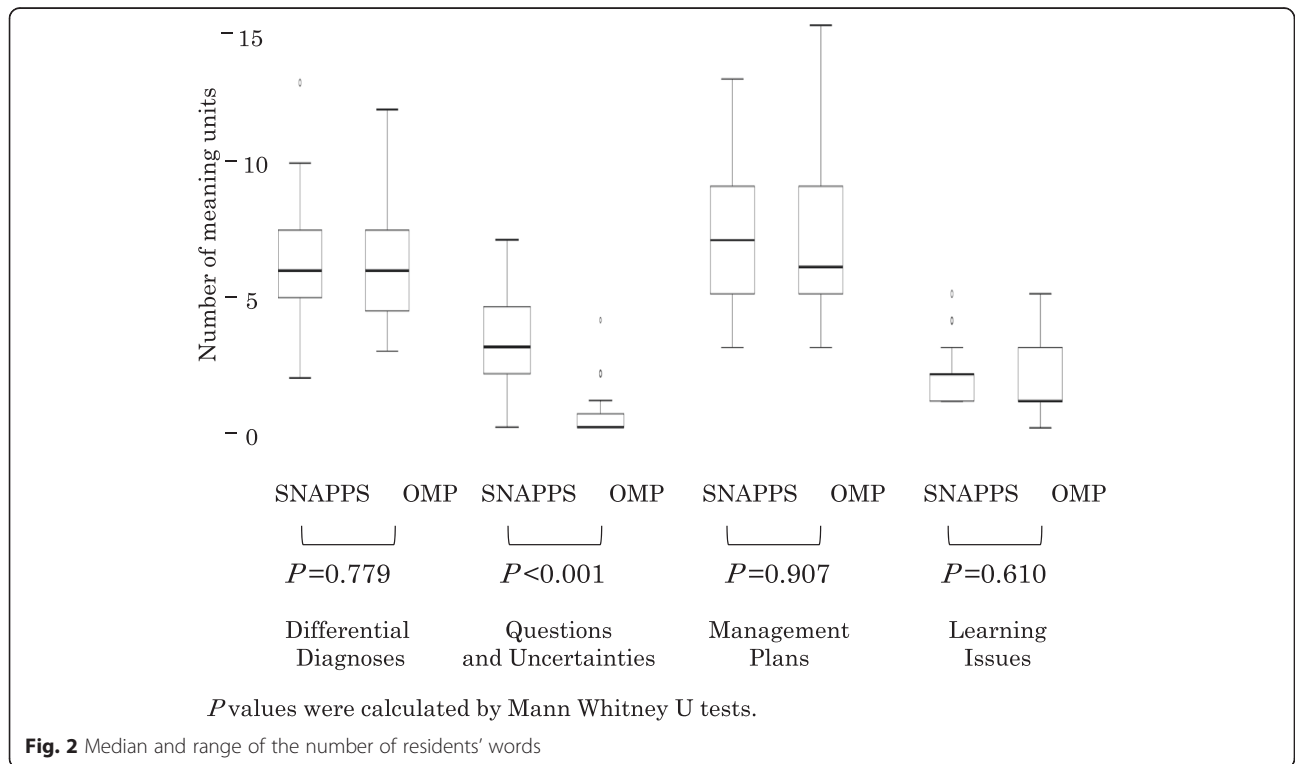 15
10
5
0
Number of meaning units
SNAPPS OMP SNAPPS OMP SNAPPS OMP SNAPPS OMP
P=0.779 P<0.001 P=0.907 P=0.610
Differential Diagnoses
Questions and Uncertainties
Management Plans
Learning Issues
P values were calculated by Mann Whitney U tests.
Fig. 2 Median and range of the number of residents' words